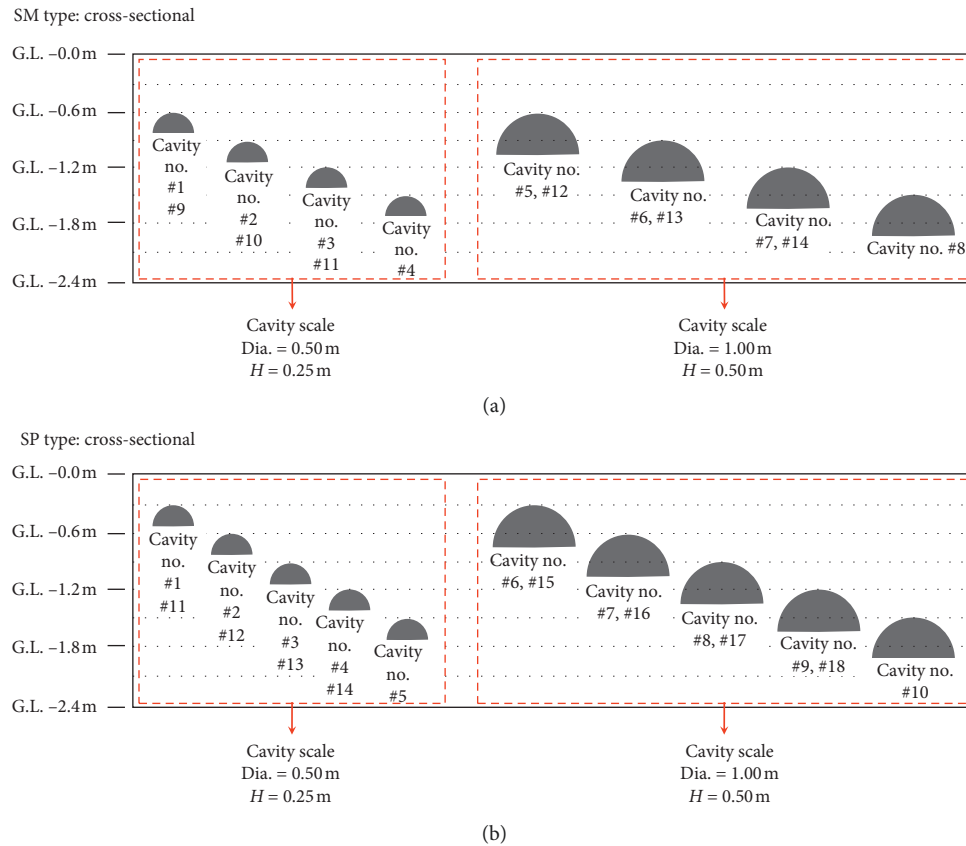 SM type: cross-sectional
G.L. –0.0 m
G.L. –0.6 m
G.L. –1.2 m
G.L. –1.8 m
G.L. –2.4 m
Cavity
no.
#1
#9
Cavity
no.
#2
#10
Cavity
no.
#3
#11
Cavity
no.
#4
Cavity no.
#5, #12
Cavity no.
#6, #13
Cavity no.
#7, #14
Cavity no. #8
Cavity scale
Dia. = 0.50 m
H = 0.25 m
Cavity scale
Dia. = 1.00 m
H = 0.50 m
(a)
SP type: cross-sectional
G.L. –0.0 m
G.L. –0.6 m
G.L. –1.2 m
G.L. –1.8 m
G.L. –2.4 m
Cavity
no.
#1
#11
Cavity
no.
#2
#12
Cavity
no.
#3
#13
Cavity
no.
#4
#14
Cavity
no.
#5
Cavity no.
#6, #15
Cavity no.
#7, #16
Cavity no.
#8, #17
Cavity no.
#9, #18
Cavity no.
#10
Cavity scale
Dia. = 0.50 m
H = 0.25 m
Cavity scale
Dia. = 1.00 m
H = 0.50 m
(b)